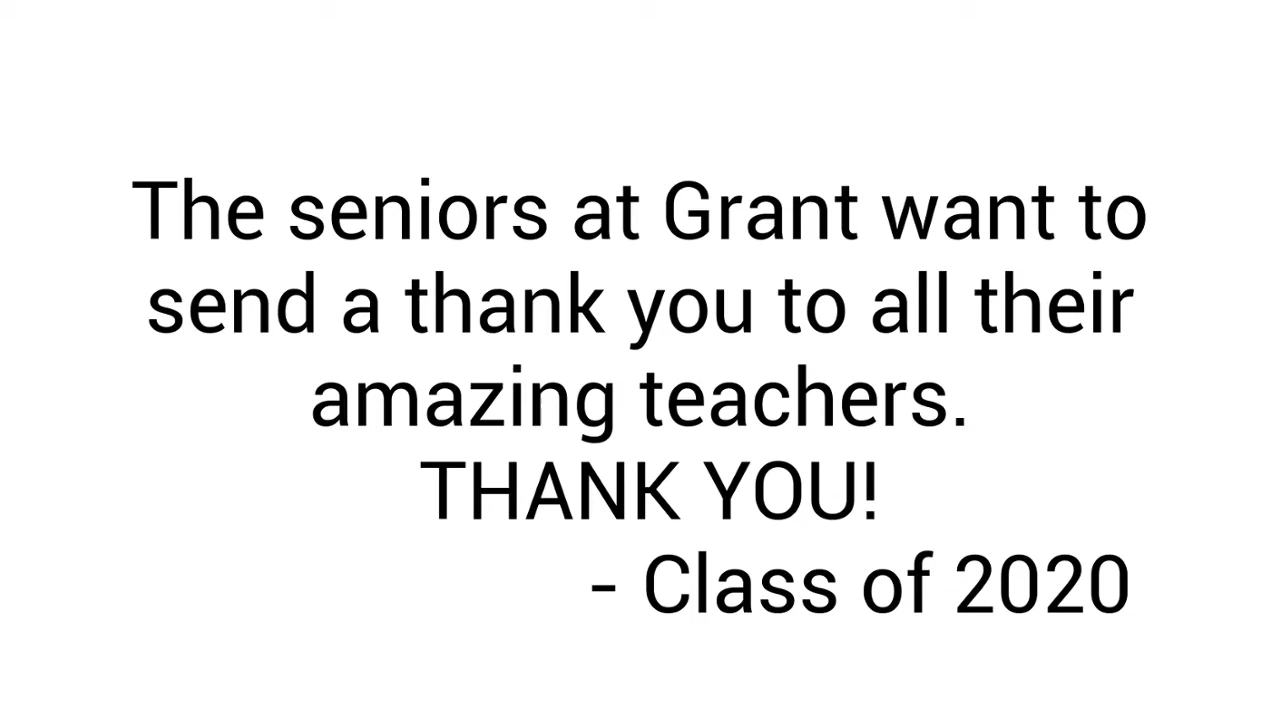 The seniors at Grant want to
send a thank you to all their
amazing teachers.
THANK YOU!
- Class of 2020